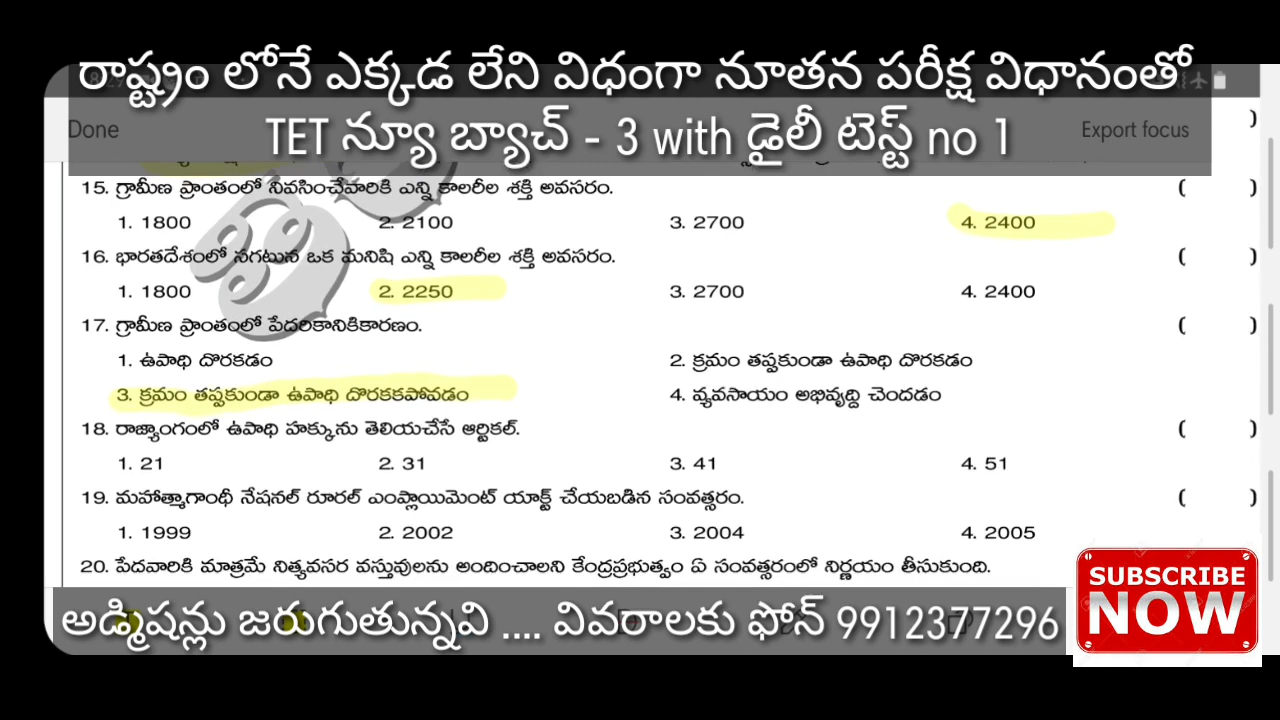 రాష్ట్రం లోనే ఎక్కడ లేని విధంగా నూతన పరీక్ష విధానంతో
TET న్యూ బ్యాచ్ - 3 with డైలీ టెస్ట్ no 1
Done
Export focus
15. గ్రామీణ ప్రాంతంలో నివసించేవారికి ఎన్ని కాలరీల శక్తి అవసరం. ( )
1. 1800 2. 2100 3. 2700 4. 2400
16. భారతదేశంలో సగటున ఒక మనిషి ఎన్ని కాలరీల శక్తి అవసరం. ( )
1. 1800 2. 2250 3. 2700 4. 2400
17. గ్రామీణ ప్రాంతంలో పేదరికానికికారణం. ( )
1. ఉపాధి దొరకడం 2. క్రమం తప్పకుండా ఉపాధి దొరకడం
3. క్రమం తప్పకుండా ఉపాధి దొరకకపోవడం 4. వ్యవసాయం అభివృద్ది చెందడం
18. రాజ్యాంగంలో ఉపాధి హక్కును తెలియచేసే ఆర్టికల్. ( )
1. 21 2. 31 3. 41 4. 51
19. మహాత్మాగాంధీ నేషనల్ రూరల్ ఎంప్లాయిమెంట్ యాక్ట్ చేయబడిన సంవత్సరం. ( )
1. 1999 2. 2002 3. 2004 4. 2005
20. పేదవారికి మాత్రమే నిత్యవసర వస్తువులను అందించాలని కేంద్రప్రభుత్వం ఏ సంవత్సరంలో నిర్ణయం తీసుకుంది.
అడ్మిషన్లు జరుగుతున్నవి .... వివరాలకు ఫోన్ 9912377296
SUBSCRIBE
NOW